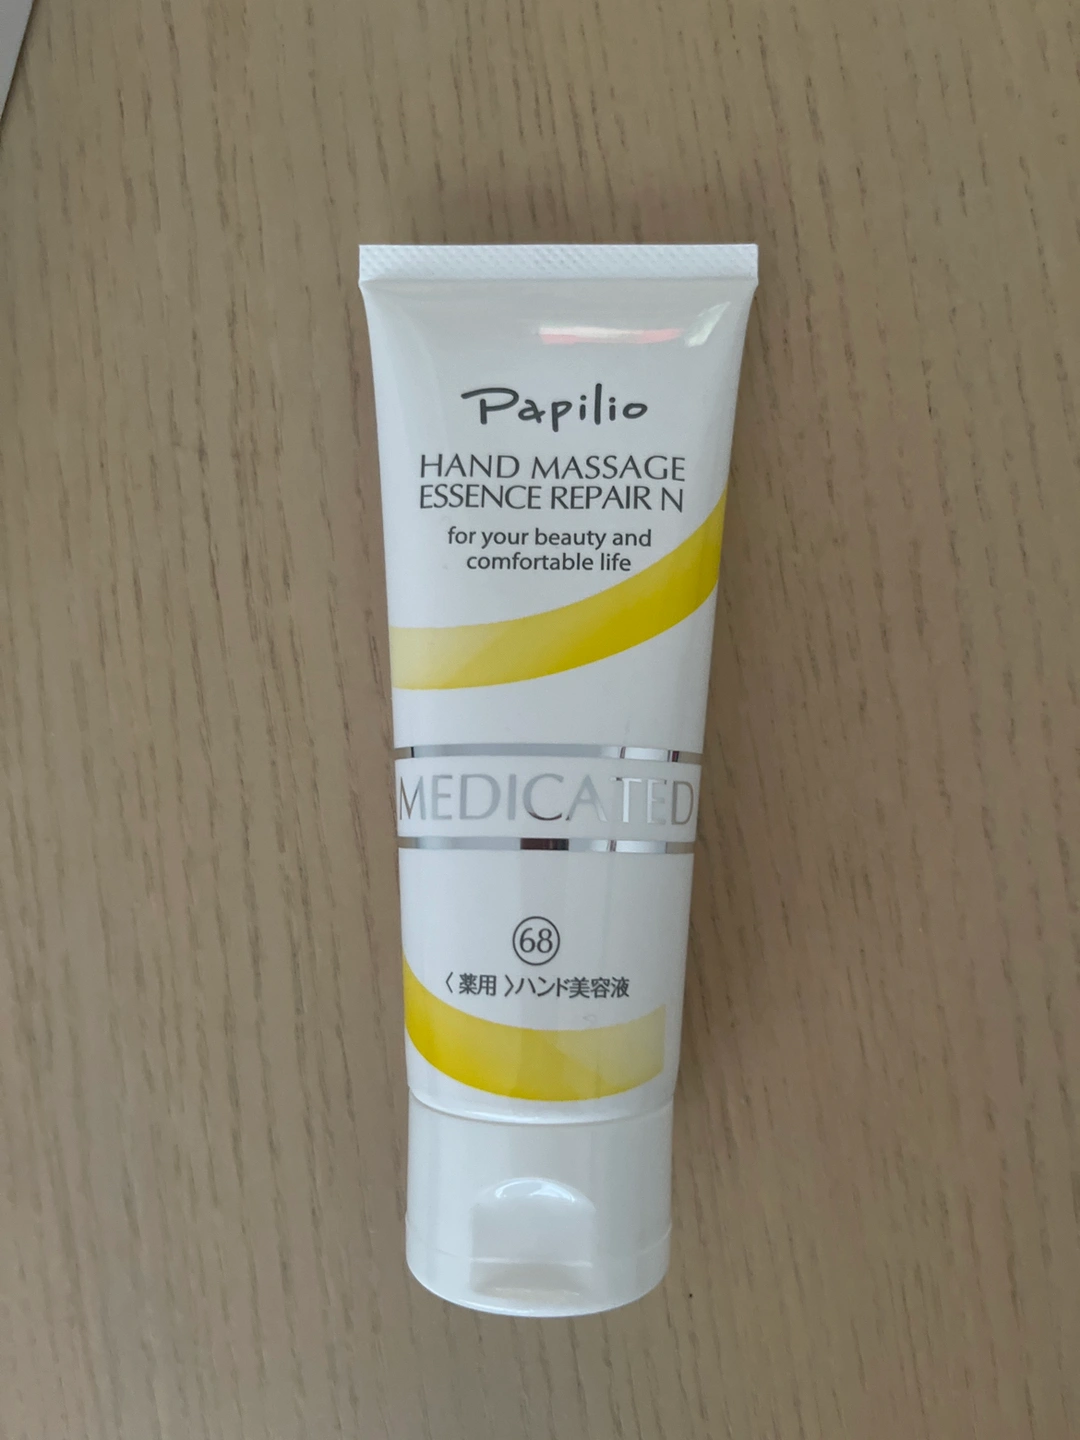 Papilio
HAND MASSAGE
ESSENCE REPAIR N
for your beauty and
comfortable life
MEDICATED
68
〈薬用〉ハンド美容液